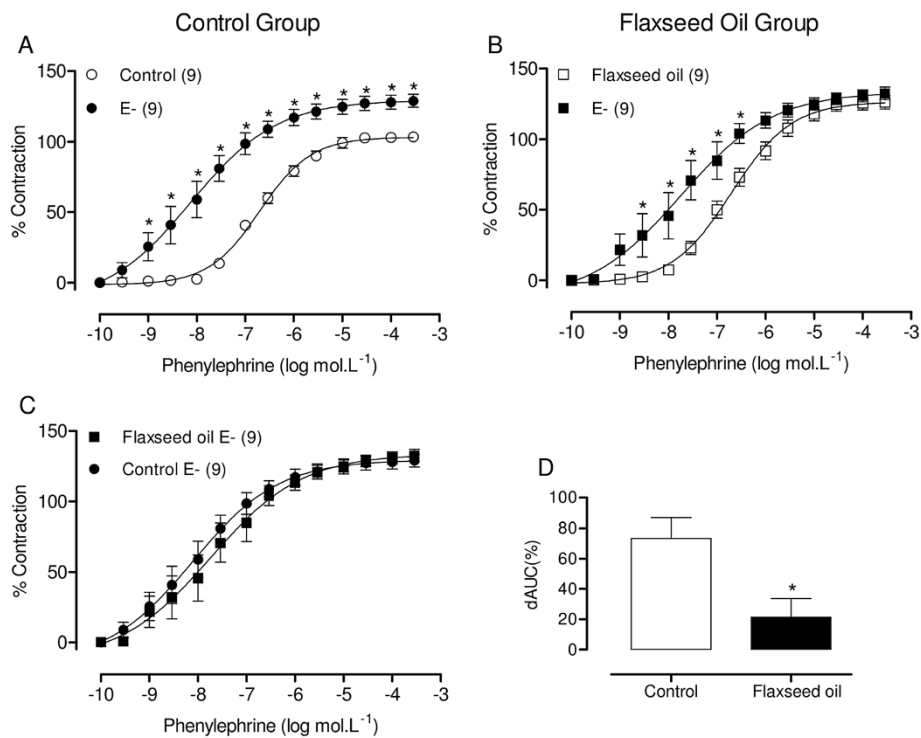 Control Group
Flaxseed Oil Group
A
Control (9)
E- (9)
150
100
50
0
% Contraction
* * * * * * * * * * * *
-10 -9 -8 -7 -6 -5 -4 -3
Phenylephrine (log mol.L⁻¹)
B
Flaxseed oil (9)
E- (9)
150
100
50
0
% Contraction
* * * * *
-10 -9 -8 -7 -6 -5 -4 -3
Phenylephrine (log mol.L⁻¹)
C
Flaxseed oil E- (9)
Control E- (9)
150
100
50
0
% Contraction
-10 -9 -8 -7 -6 -5 -4 -3
Phenylephrine (log mol.L⁻¹)
D
100
80
60
40
20
0
dAUC(%)
*
Control Flaxseed oil